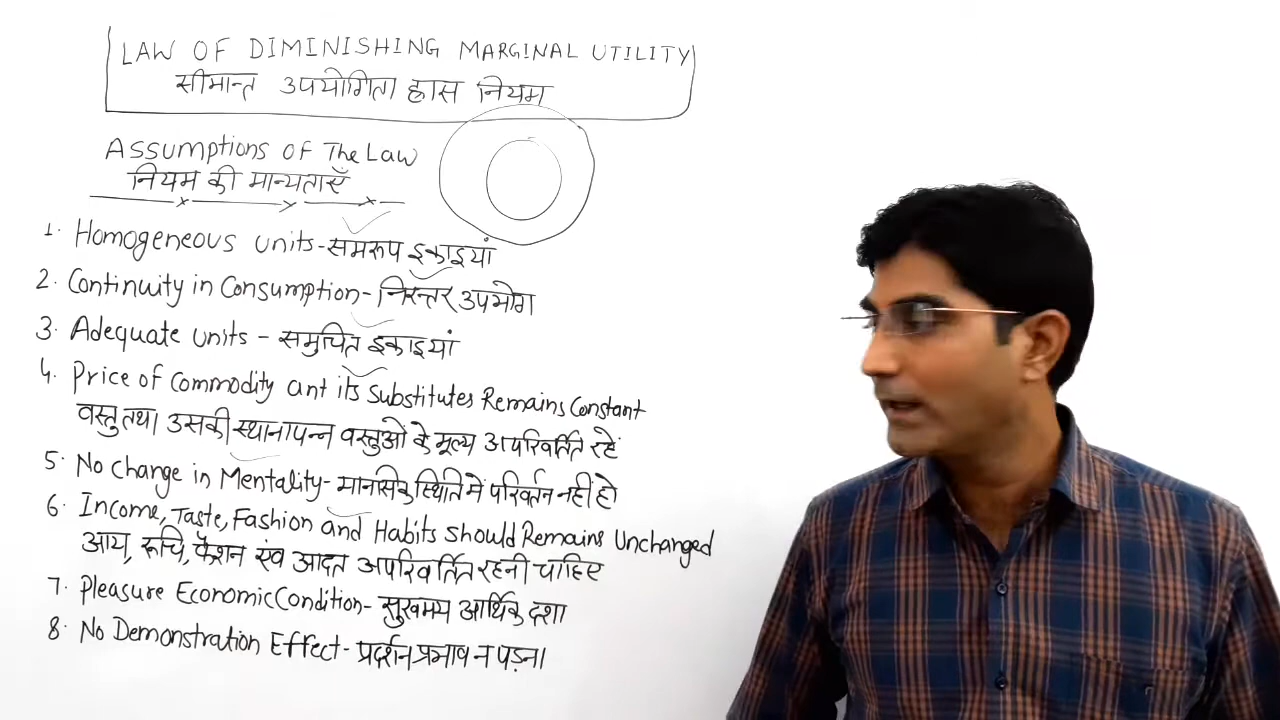 LAW OF DIMINISHING MARGINAL UTILITY
सीमान्त उपयोगिता ह्रास नियम
Assumptions of The Law
नियम की मान्यताएँ
1. Homogeneous units-समरूप इकाइयां
2. Continuity in Consumption-निरन्तर उपभोग
3. Adequate units - समुचित इकाइयां
4. Price of Commodity ant its Substitutes Remains Constant
वस्तु तथा उसकी स्थानापन्न वस्तुओं के मूल्य अपरिवर्तित रहें
5. No change in Mentality-मानसिक स्थिति में परिवर्तन नहीं हो
6. Income, Taste, Fashion and Habits should Remains Unchanged
आय, रूचि, फैशन एंव आदत अपरिवर्तित रहनी चाहिए
7. Pleasure Economic Condition- सुखमय आर्थिक दशा
8. No Demonstration Effect- प्रदर्शन प्रभाव न पड़ना